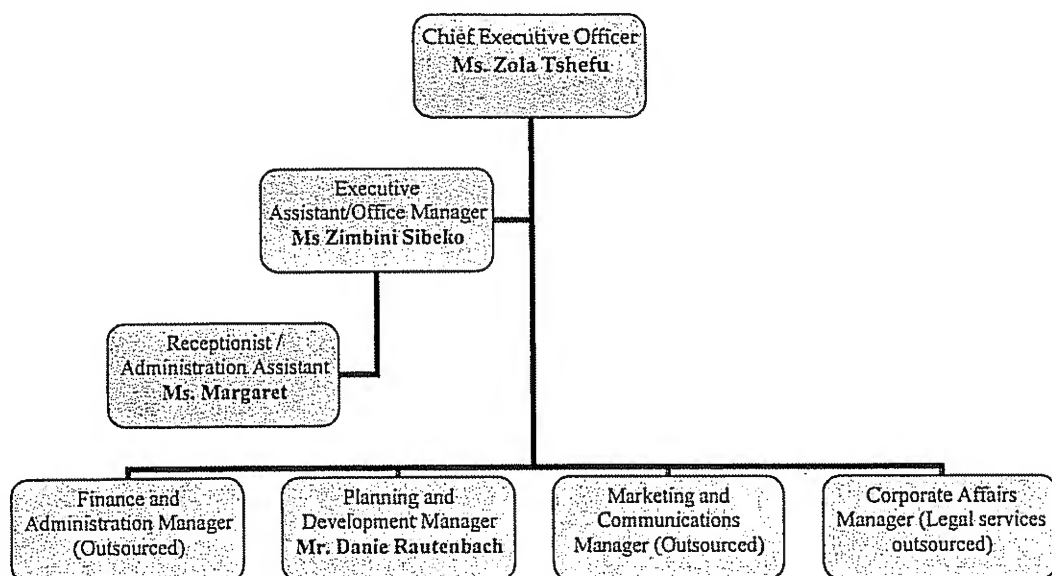 Chief Executive Officer
Ms. Zola Tshefu
Executive
Assistant/Office Manager
Ms Zimbini Sibeko
Receptionist /
Administration Assistant
Ms. Margaret
Finance and
Administration Manager
(Outsourced)
Planning and
Development Manager
Mr. Danie Rautenbach
Marketing and
Communications
Manager (Outsourced)
Corporate Affairs
Manager (Legal services
outsourced)